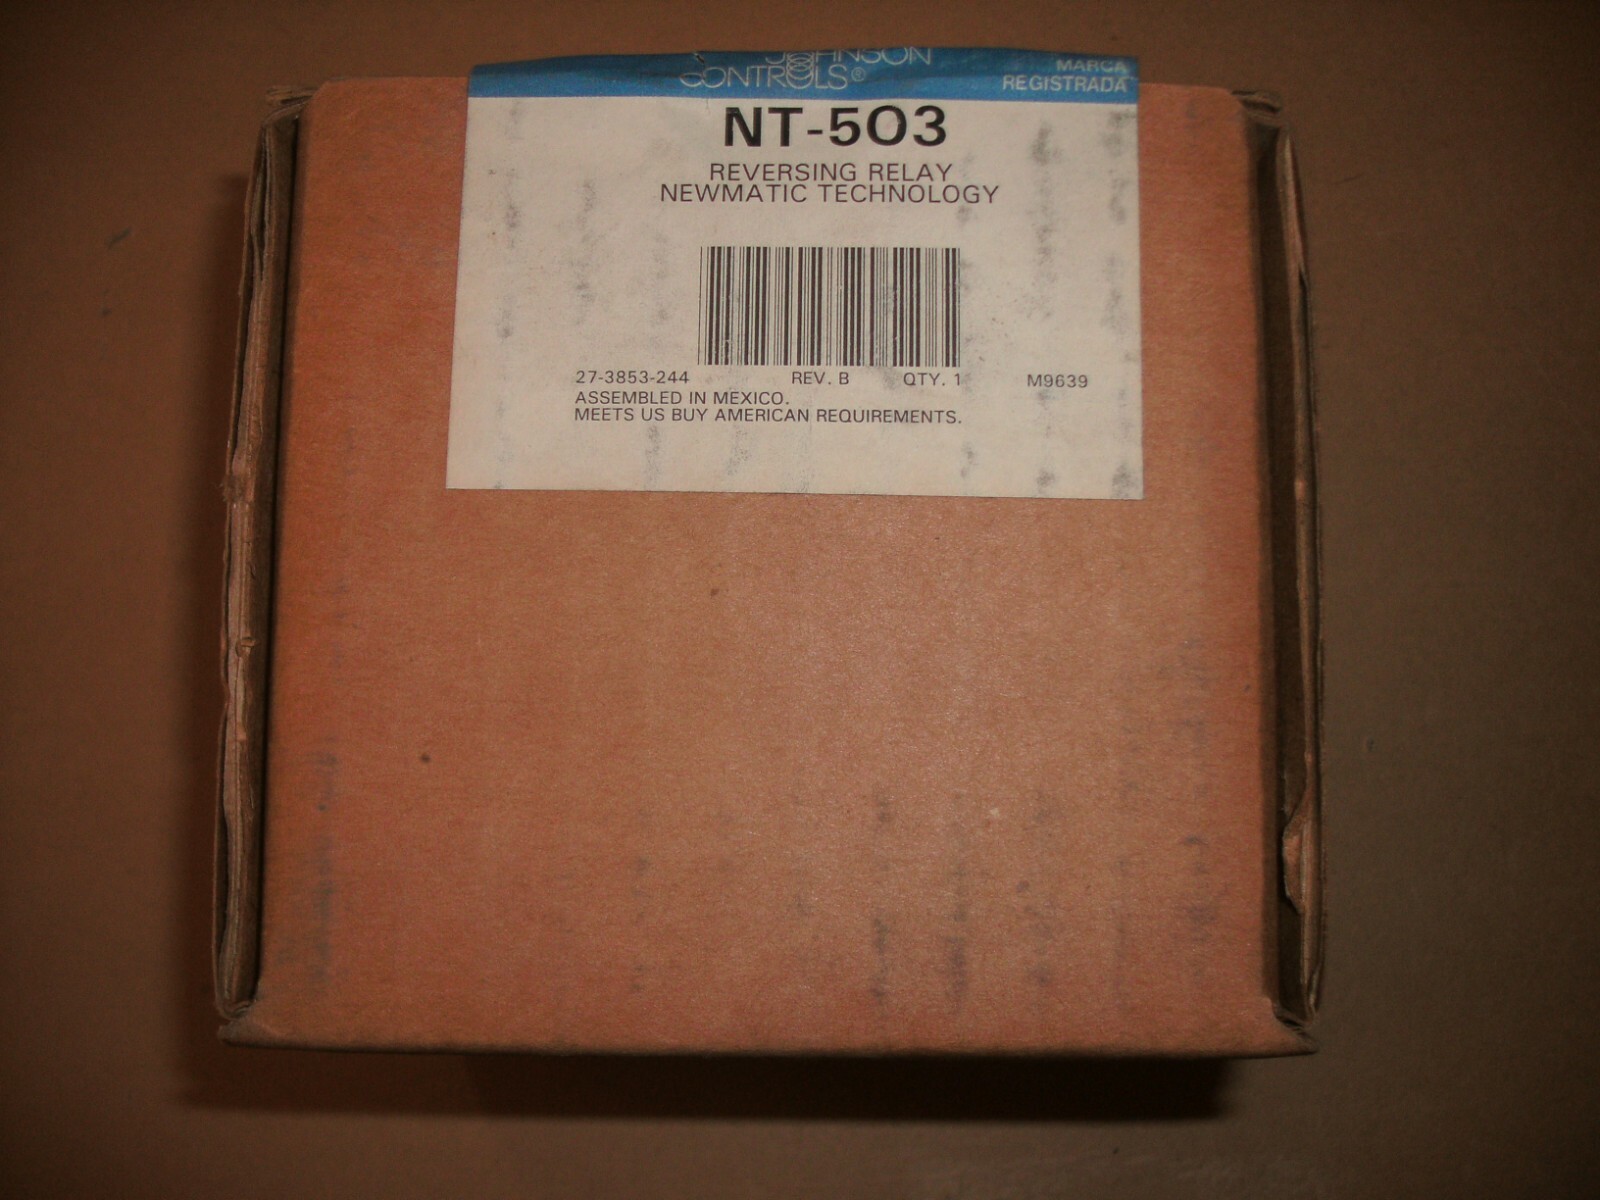 JOHNSON
CONTROLS®
MARCA
REGISTRADA
NT-503
REVERSING RELAY
NEWMATIC TECHNOLOGY
27-3853-244 REV. B QTY. 1 M9639
ASSEMBLED IN MEXICO.
MEETS US BUY AMERICAN REQUIREMENTS.